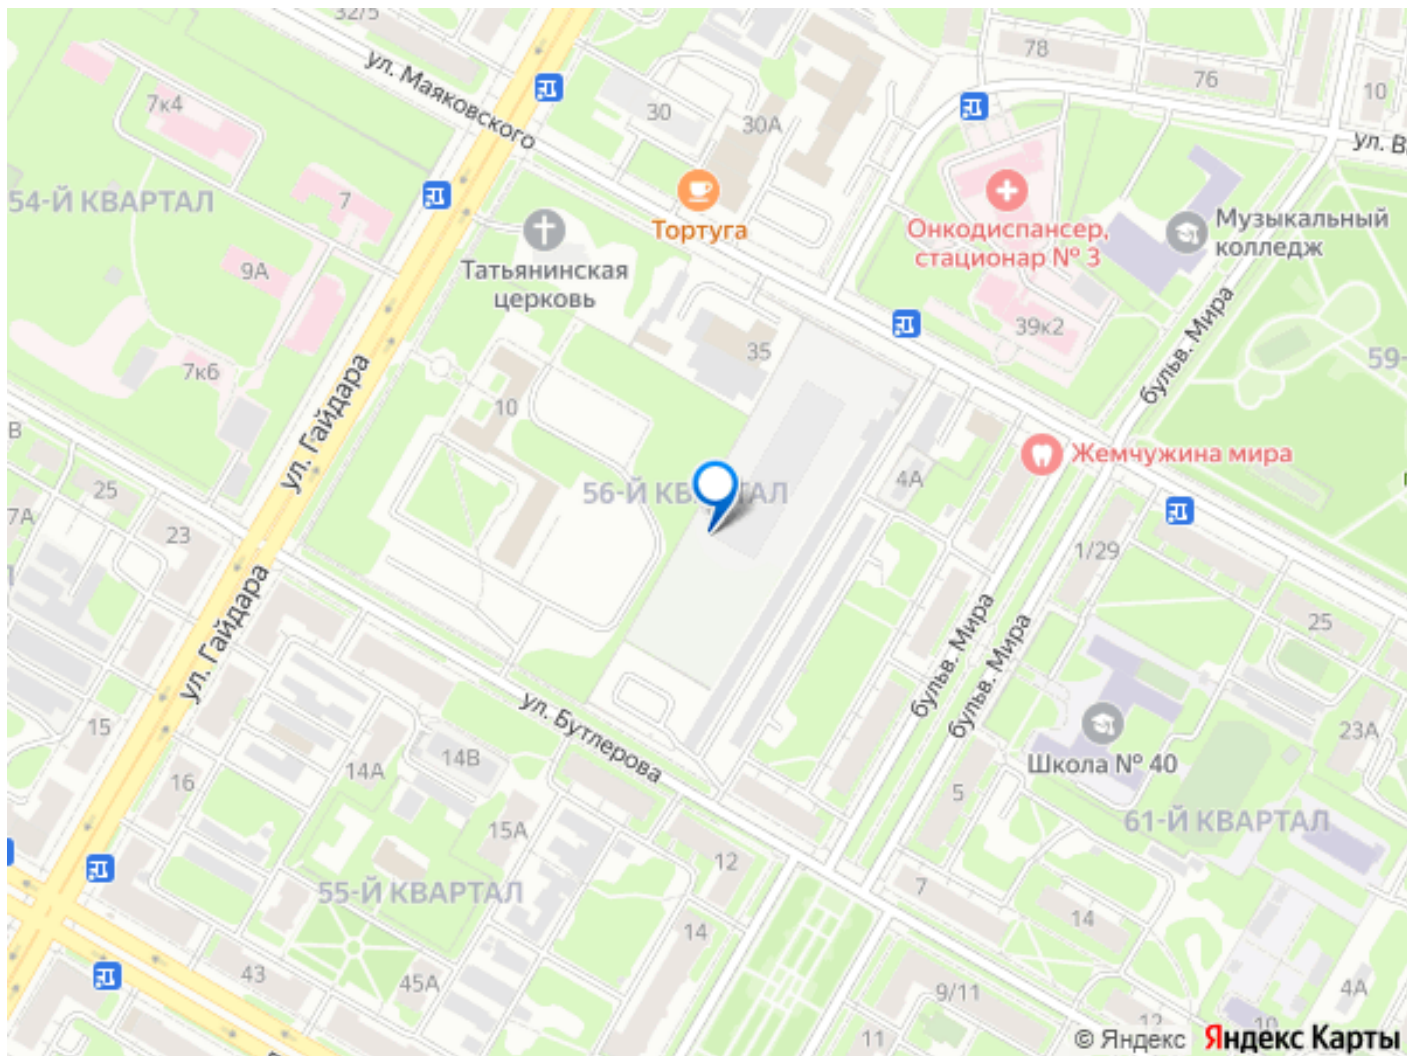 32/5
ул. Маяковского
78
76
10
ул. В
7к4
30
30А
54-Й КВАРТАЛ
7
Тортуга
Онкодиспансер,
стационар № 3
Музыкальный
колледж
9А
Татьянинская
церковь
39к2
бульв. Мира
59-
7к6
35
ул. Гайдара
10
В
Жемчужина мира
25
56-Й КВАРТАЛ
4А
7А
23
1/29
ул. Гайдара
бульв. Мира
бульв. Мира
25
15
ул. Бутлерова
23А
14В
14А
16
Школа № 40
5
15А
61-Й КВАРТАЛ
12
55-Й КВАРТАЛ
7
14
14
43
45А
9/11
4А
12
10
11
© Яндекс Яндекс Карты